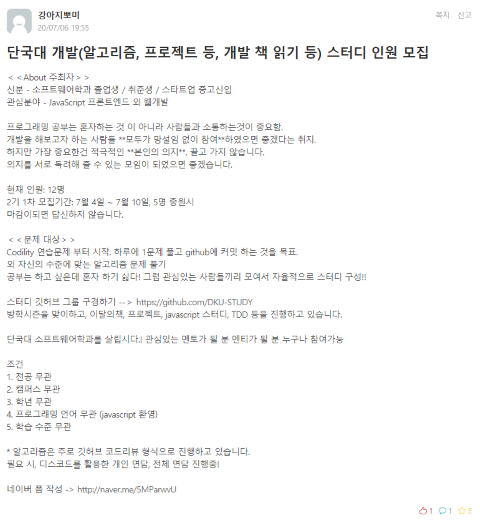 강아지뽀미
20/07/06 19:55
쪽지 신고
단국대 개발(알고리즘, 프로젝트 등, 개발 책 읽기 등) 스터디 인원 모집
<<About 주최자>>
신분 - 소프트웨어학과 졸업생 / 취준생 / 스타트업 중고신입
관심분야 - JavaScript 프론트엔드 외 웹개발
프로그래밍 공부는 혼자하는 것 이 아니라 사람들과 소통하는것이 중요함.
개발을 해보고자 하는 사람들 **모두가 망설임 없이 참여**하였으면 좋겠다는 취지.
하지만 가장 중요한건 적극적인 **본인의 의지**. 끌고 가지 않습니다.
의지를 서로 독려해 줄 수 있는 모임이 되었으면 좋겠습니다.
현재 인원: 12명
2기 1차 모집기간: 7월 4일 ~ 7월 10일, 5명 충원시
마감이되면 답신하지 않습니다.
<<문제 대상>>
Codility 연습문제 부터 시작. 하루에 1문제 풀고 github에 커밋 하는 것을 목표.
외 자신의 수준에 맞는 알고리즘 문제 풀기
공부는 하고 싶은데 혼자 하기 싫다! 그럼 관심있는 사람들끼리 모여서 자율적으로 스터디 구성!!
스터디 깃허브 그룹 구경하기 --> https://github.com/DKU-STUDY
방학시즌을 맞이하고, 이달의책, 프로젝트, javascript 스터디, TDD 등을 진행하고 있습니다.
단국대 소프트웨어학과를 살립시다.! 관심있는 멘토가 될 분 멘티가 될 분 누구나 참여가능
조건
1. 전공 무관
2. 캠퍼스 무관
3. 학년 무관
4. 프로그래밍 언어 무관 (javascript 환영)
5. 학습 수준 무관
* 알고리즘은 주로 깃허브 코드리뷰 형식으로 진행하고 있습니다.
필요 시, 디스코드를 활용한 개인 면담, 전체 면담 진행중!
네이버 폼 작성 -> http://naver.me/5MParwvU
1 1 9